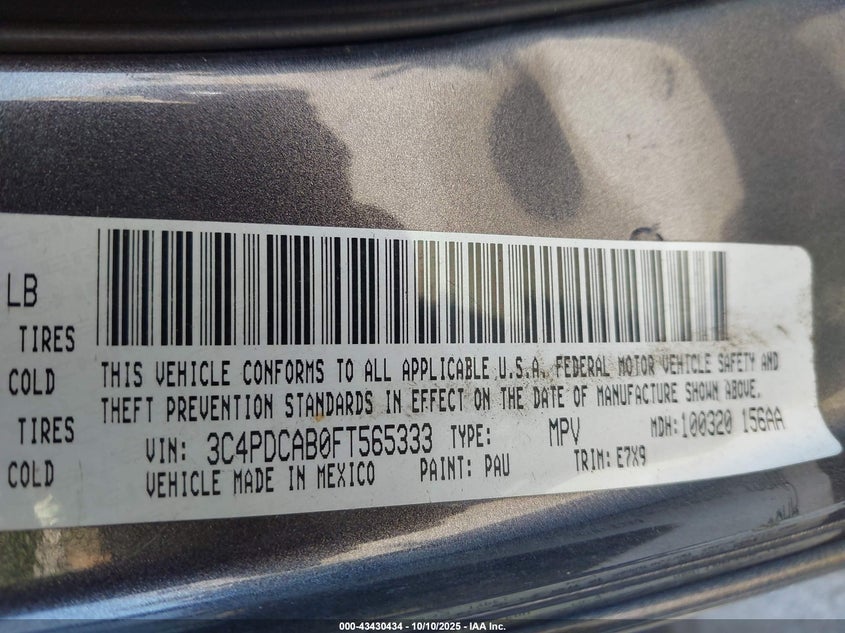 LB
TIRES
COLD
TIRES
COLD
THIS VEHICLE CONFORMS TO ALL APPLICABLE U.S.A. FEDERAL MOTOR VEHICLE SAFETY AND
THEFT PREVENTION STANDARDS IN EFFECT ON THE DATE OF MANUFACTURE SHOWN ABOVE.
VIN: 3C4PDCAB0FT565333 TYPE: MPV MDH:100320 156AA
VEHICLE MADE IN MEXICO PAINT: PAU TRIM: E7X9
000-43430434 - 10/10/2025 - IAA Inc.